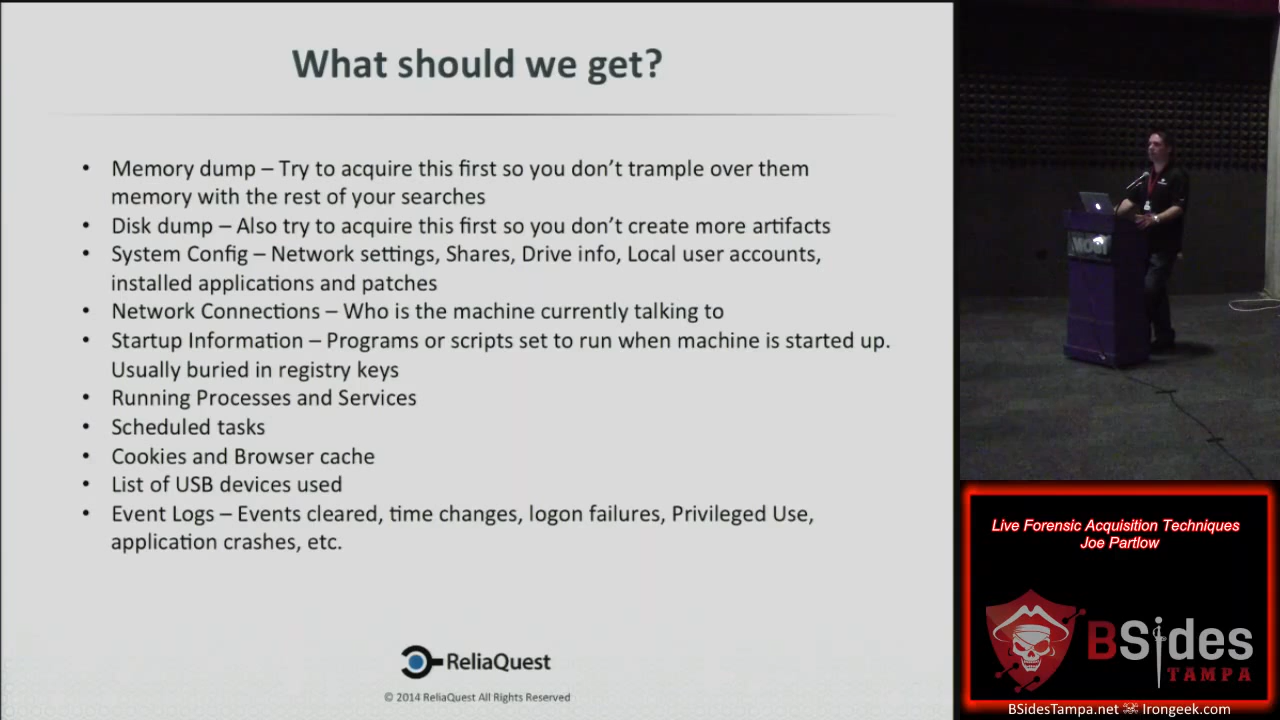 What should we get?
• Memory dump – Try to acquire this first so you don't trample over them
memory with the rest of your searches
• Disk dump – Also try to acquire this first so you don't create more artifacts
• System Config – Network settings, Shares, Drive info, Local user accounts,
installed applications and patches
• Network Connections – Who is the machine currently talking to
• Startup Information – Programs or scripts set to run when machine is started up.
Usually buried in registry keys
• Running Processes and Services
• Scheduled tasks
• Cookies and Browser cache
• List of USB devices used
• Event Logs – Events cleared, time changes, logon failures, Privileged Use,
application crashes, etc.
ReliaQuest
© 2014 ReliaQuest All Rights Reserved
Live Forensic Acquisition Techniques
Joe Partlow
BSides
TAMPA
BSidesTampa.net Irongeek.com